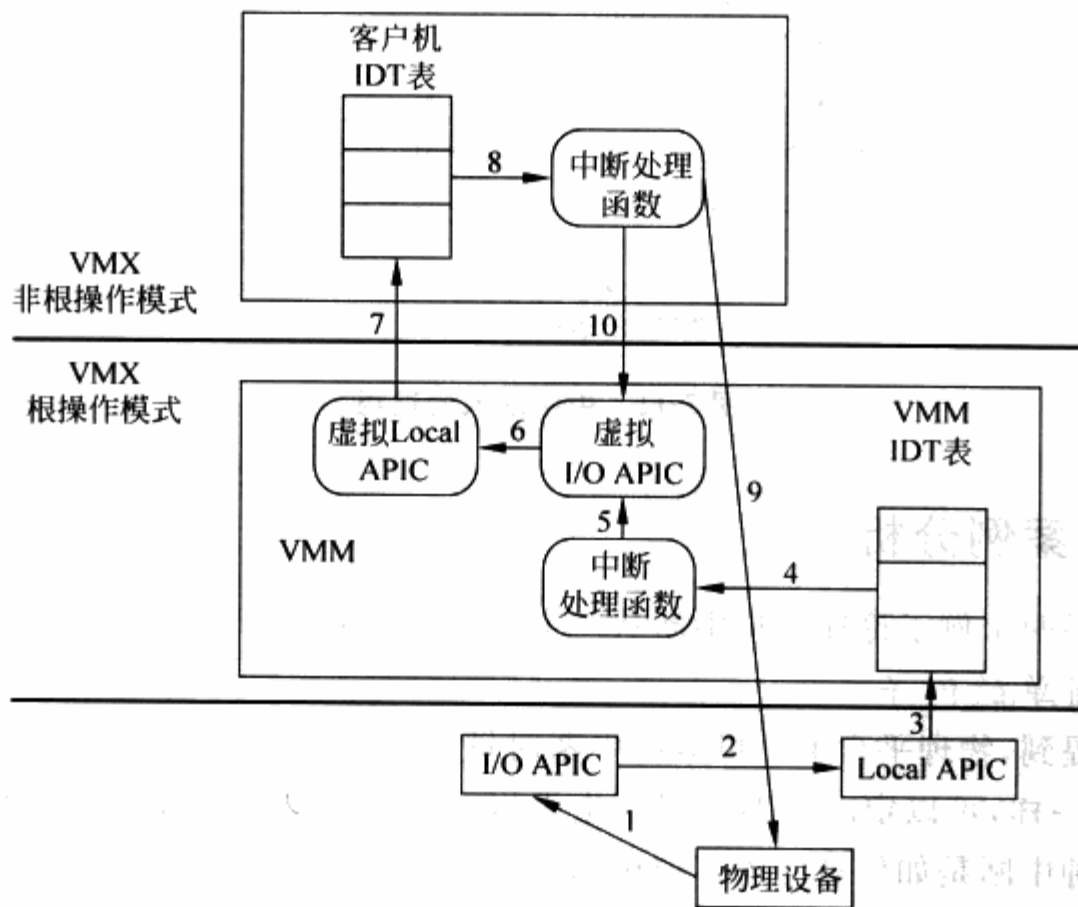 客户机
IDT表
8
中断处理
函数
VMX
非根操作模式
7
10
VMX
根操作模式
虚拟Local
APIC
6
虚拟
I/O APIC
VMM
IDT表
9
5
VMM
中断
处理函数
4
3
I/O APIC
2
Local APIC
1
物理设备